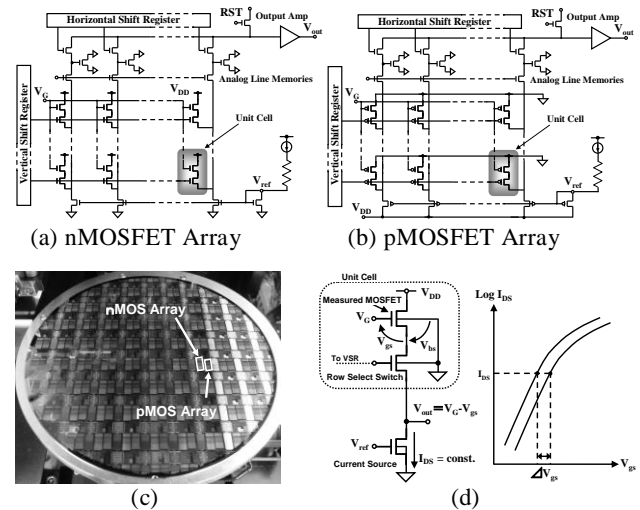 RST
Horizontal Shift Register
Output Amp
Vout
Analog Line Memories
Vertical Shift Register
VG
VDD
Unit Cell
Vref
(a) nMOSFET Array
RST
Horizontal Shift Register
Output Amp
Vout
Analog Line Memories
Vertical Shift Register
VG
Unit Cell
Vref
VDD
(b) pMOSFET Array
nMOS Array
pMOS Array
(c)
Unit Cell
Measured MOSFET
VDD
VG
Vgs
Vbs
To VSR
Row Select Switch
Vout=VG-Vgs
Vref
IDS = const.
Current Source
Log IDS
IDS
Vgs
ΔVgs
(d)